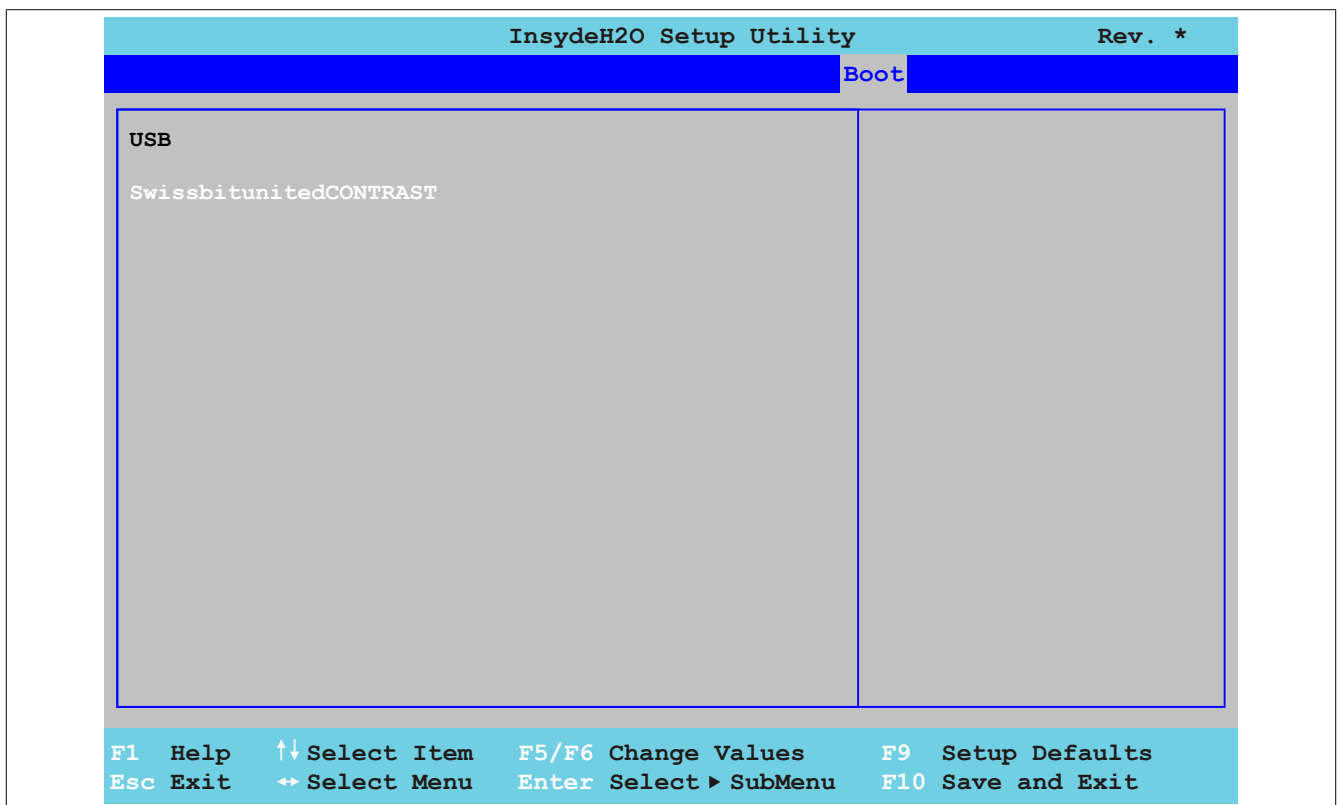 InsydeH2O Setup Utility Rev. *
Boot
USB
SwissbitunitedCONTRAST
F1 Help ↑↓ Select Item F5/F6 Change Values F9 Setup Defaults
Esc Exit ↔ Select Menu Enter Select ▶ SubMenu F10 Save and Exit